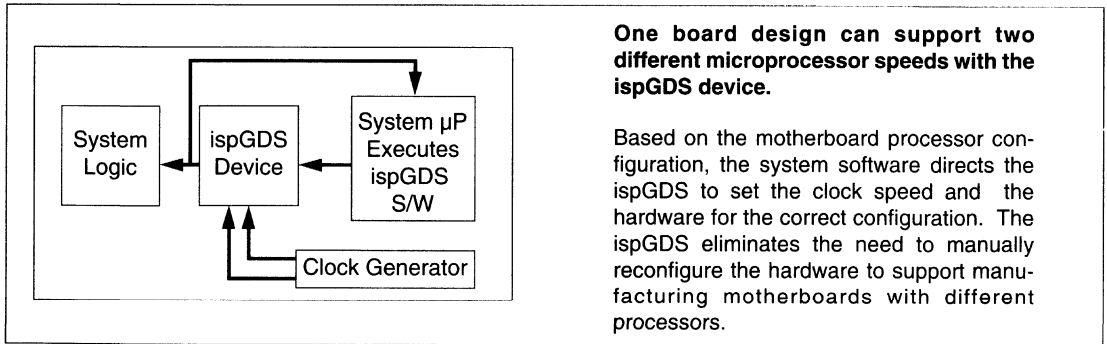 System
Logic
ispGDS
Device
System µP
Executes
ispGDS
S/W
Clock Generator
One board design can support two
different microprocessor speeds with the
ispGDS device.
Based on the motherboard processor con-
figuration, the system software directs the
ispGDS to set the clock speed and the
hardware for the correct configuration. The
ispGDS eliminates the need to manually
reconfigure the hardware to support manu-
facturing motherboards with different
processors.